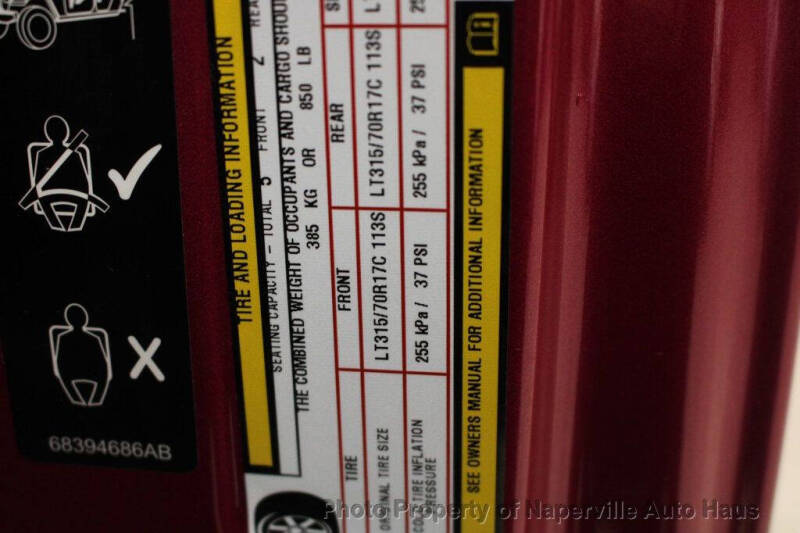 TIRE AND LOADING INFORMATION
SEATING CAPACITY - TOTAL 5 FRONT 2 REA
THE COMBINED WEIGHT OF OCCUPANTS AND CARGO SHOU
385 KG OR 850 LB
TIRE FRONT REAR
ORIGINAL TIRE SIZE LT315/70R17C 113S LT315/70R17C 113S LT
COLD TIRE INFLATION PRESSURE 255 kPa / 37 PSI 255 kPa / 37 PSI 25
SEE OWNERS MANUAL FOR ADDITIONAL INFORMATION
68394686AB
Photo Property of Naperville Auto Haus